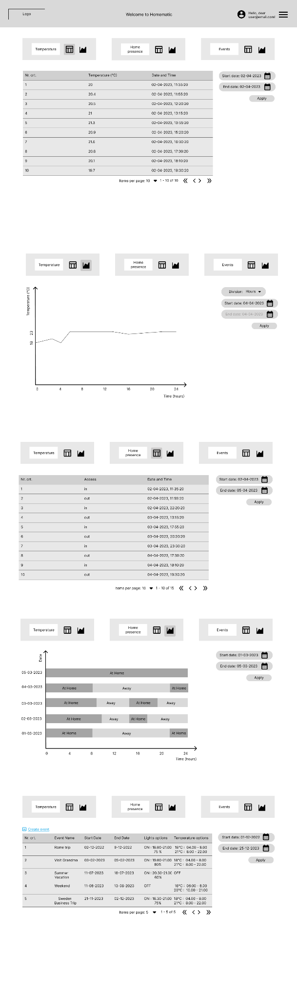 Logo
Welcome to Homematic
Hello, dear
user@email.com!
Temperature
Home
presence
Events
Nr. crt. Temperature (°C) Date and Time
1 20 02-04-2023, 11:35:20
2 20.4 02-04-2023, 11:55:20
3 20.5 02-04-2023, 12:20:20
4 21 02-04-2023, 13:15:20
5 21.3 02-04-2023, 13:55:20
6 20.9 02-04-2023, 15:20:20
7 21.6 02-04-2023, 16:30:20
8 20.8 02-04-2023, 17:30:20
9 20.1 02-04-2023, 18:10:20
10 19.7 02-04-2023, 19:30:20
Start date: 02-04-2023
End date: 02-04-2023
Apply
Items per page: 10 1 - 10 of 10
Temperature
Home
presence
Events
Temperature (°C)
23
18
0 4 8 12 16 20 24
Time (hours)
Division: Hours
Start date: 04-04-2023
End date: 04-04-2023
Apply
Temperature
Home
presence
Events
Nr. crt. Access Date and Time
1 in 02-04-2023, 11:35:20
2 out 02-04-2023, 11:55:20
3 in 02-04-2023, 22:20:20
4 out 03-04-2023, 13:15:20
5 in 03-04-2023, 17:55:20
6 out 03-04-2023, 20:20:20
7 in 03-04-2023, 23:30:20
8 out 04-04-2023, 17:30:20
9 in 04-04-2023, 18:10:20
10 out 04-04-2023, 19:30:20
Start date: 02-04-2023
End date: 05-04-2023
Apply
Items per page: 10 1 - 10 of 15
Temperature
Home
presence
Events
Date
05-03-2023 At Home
04-03-2023 At Home Away At Home
03-03-2023 At Home Away At Home Away
02-03-2023 At Home Away At Home Away
01-03-2023 At Home Away At Home
0 4 8 12 16 20 24
Time (hours)
Start date: 01-03-2023
End date: 05-03-2023
Apply
Temperature
Home
presence
Events
Create event
Nr. crt. Event Name Start Date End Date Lights options Temperature options
1 Rome trip 02-12-2022 9-12-2022 ON : 18.00-21.00 18°C : 04.00 - 8.00
75 % 21°C : 8.00 - 22.00
2 Visit Grandma 03-02-2023 05-02-2023 ON : 19.00-21.00 18°C : 04.00 - 8.00
80% 21°C : 8.00 - 22.00
3 Summer 11-07-2023 18-07-2023 ON : 20.30-21.00 OFF
Vacation 60%
4 Weekend 11-08-2023 13-08-2023 OFF 18°C : 06.00 - 8.00
20°C : 10.00 - 21.00
5 Sweden 21-11-2023 02-12-2023 ON : 18.30-21.00 18°C : 04.00 - 8.00
Business Trip 75% 21°C : 8.00 - 22.00
Start date: 01-12-2022
End date: 25-12-2023
Apply
Items per page: 5 1 - 5 of 5